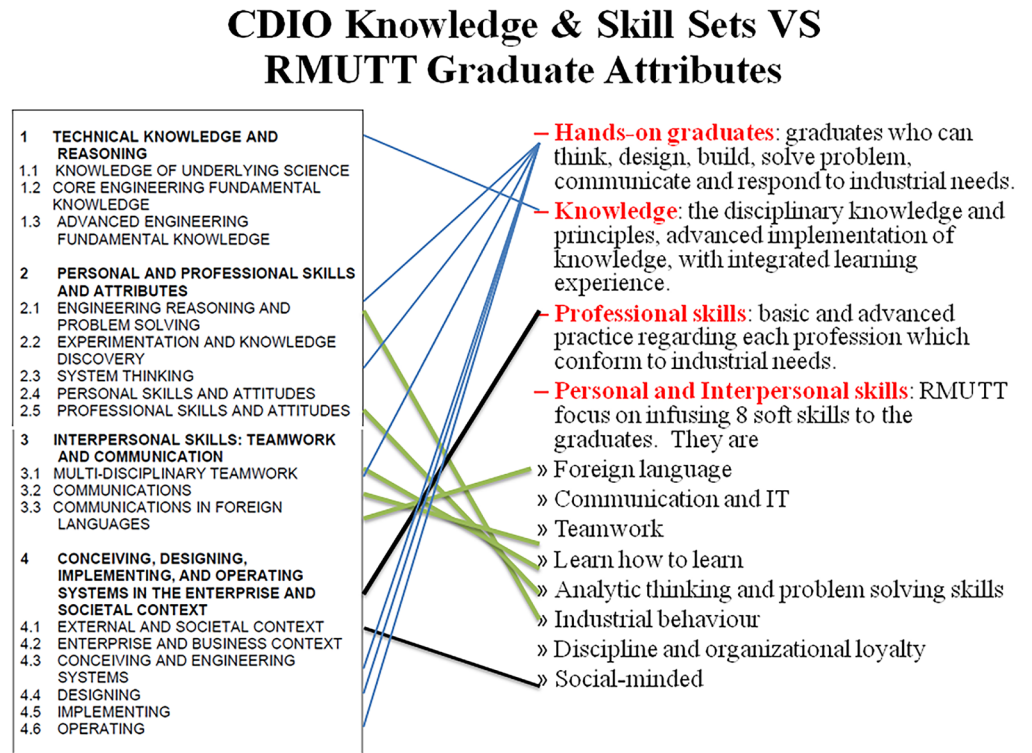 CDIO Knowledge & Skill Sets VS
RMUTT Graduate Attributes
1 TECHNICAL KNOWLEDGE AND
REASONING
1.1 KNOWLEDGE OF UNDERLYING SCIENCE
1.2 CORE ENGINEERING FUNDAMENTAL
KNOWLEDGE
1.3 ADVANCED ENGINEERING
FUNDAMENTAL KNOWLEDGE
2 PERSONAL AND PROFESSIONAL SKILLS
AND ATTRIBUTES
2.1 ENGINEERING REASONING AND
PROBLEM SOLVING
2.2 EXPERIMENTATION AND KNOWLEDGE
DISCOVERY
2.3 SYSTEM THINKING
2.4 PERSONAL SKILLS AND ATTITUDES
2.5 PROFESSIONAL SKILLS AND ATTITUDES
3 INTERPERSONAL SKILLS: TEAMWORK
AND COMMUNICATION
3.1 MULTI-DISCIPLINARY TEAMWORK
3.2 COMMUNICATIONS
3.3 COMMUNICATIONS IN FOREIGN
LANGUAGES
4 CONCEIVING, DESIGNING,
IMPLEMENTING, AND OPERATING
SYSTEMS IN THE ENTERPRISE AND
SOCIETAL CONTEXT
4.1 EXTERNAL AND SOCIETAL CONTEXT
4.2 ENTERPRISE AND BUSINESS CONTEXT
4.3 CONCEIVING AND ENGINEERING
SYSTEMS
4.4 DESIGNING
4.5 IMPLEMENTING
4.6 OPERATING
– Hands-on graduates: graduates who can
think, design, build, solve problem,
communicate and respond to industrial needs.
– Knowledge: the disciplinary knowledge and
principles, advanced implementation of
knowledge, with integrated learning
experience.
– Professional skills: basic and advanced
practice regarding each profession which
conform to industrial needs.
– Personal and Interpersonal skills: RMUTT
focus on infusing 8 soft skills to the
graduates. They are
» Foreign language
» Communication and IT
» Teamwork
» Learn how to learn
» Analytic thinking and problem solving skills
» Industrial behaviour
» Discipline and organizational loyalty
» Social-minded